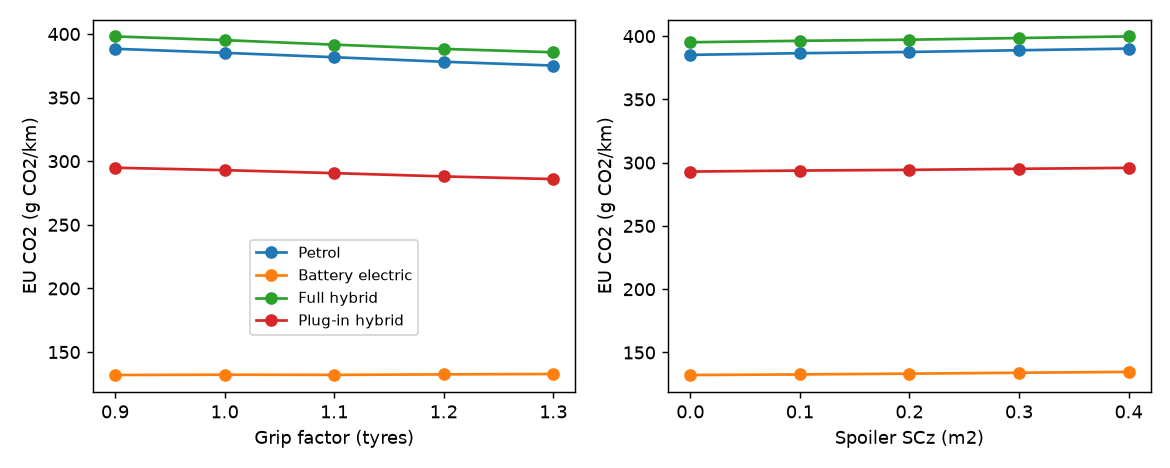 EU CO2 (g CO2/km)
400
350
300
250
200
150
0.9 1.0 1.1 1.2 1.3
Grip factor (tyres)
Petrol
Battery electric
Full hybrid
Plug-in hybrid
EU CO2 (g CO2/km)
400
350
300
250
200
150
0.0 0.1 0.2 0.3 0.4
Spoiler SCz (m2)